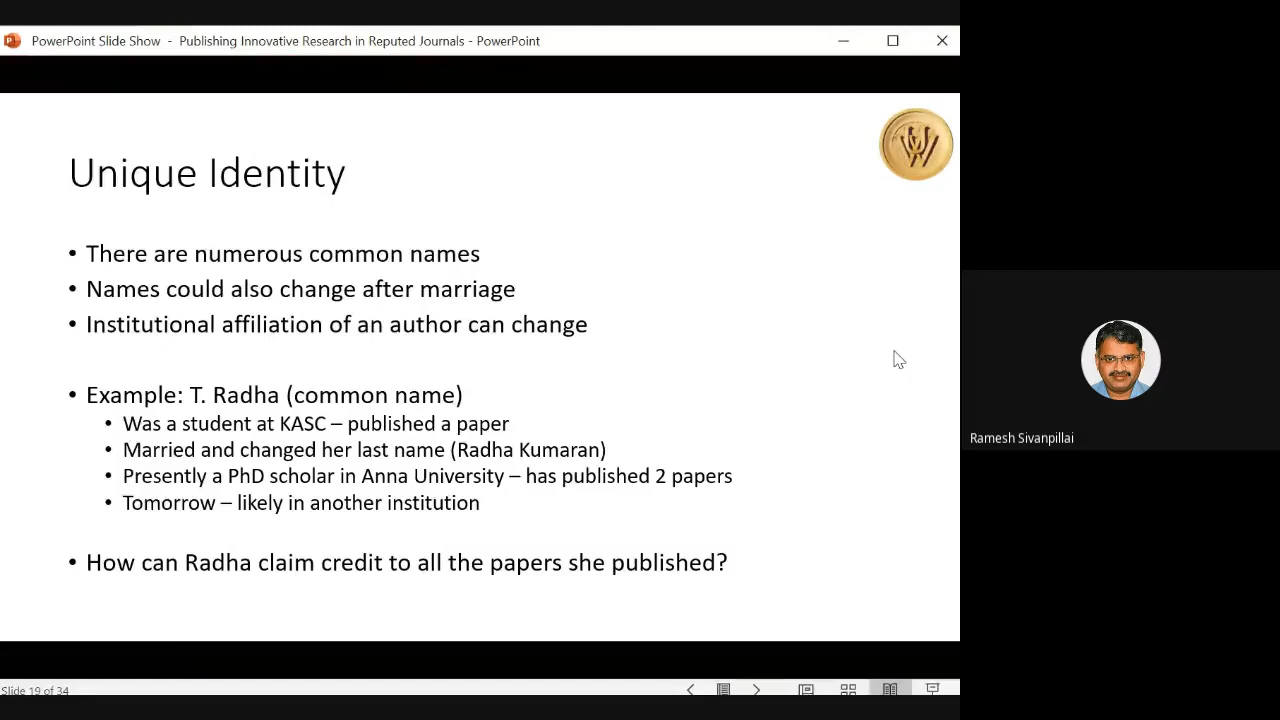 PowerPoint Slide Show - Publishing Innovative Research in Reputed Journals - PowerPoint
Unique Identity
• There are numerous common names
• Names could also change after marriage
• Institutional affiliation of an author can change
• Example: T. Radha (common name)
• Was a student at KASC – published a paper
• Married and changed her last name (Radha Kumaran)
• Presently a PhD scholar in Anna University – has published 2 papers
• Tomorrow – likely in another institution
• How can Radha claim credit to all the papers she published?
Ramesh Sivanpillai
Slide 19 of 34